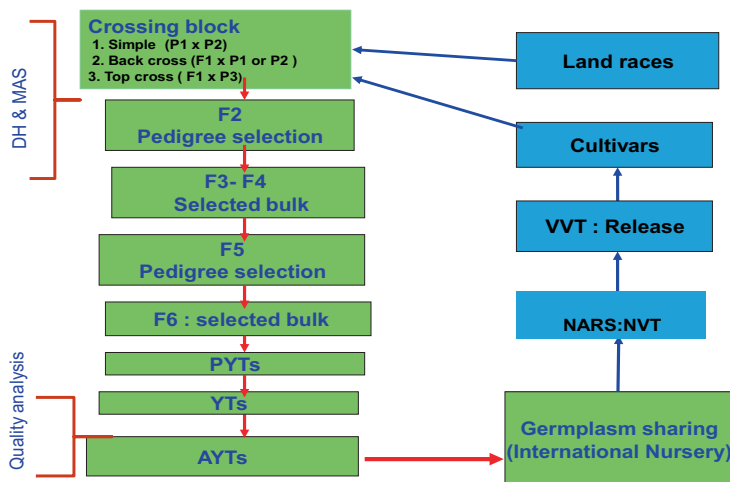 Crossing block
1. Simple (P1 x P2)
2. Back cross (F1 x P1 or P2 )
3. Top cross ( F1 x P3)
DH & MAS
F2
Pedigree selection
F3- F4
Selected bulk
F5
Pedigree selection
F6 : selected bulk
PYTs
Quality analysis
YTs
AYTs
Land races
Cultivars
VVT : Release
NARS:NVT
Germplasm sharing
(International Nursery)